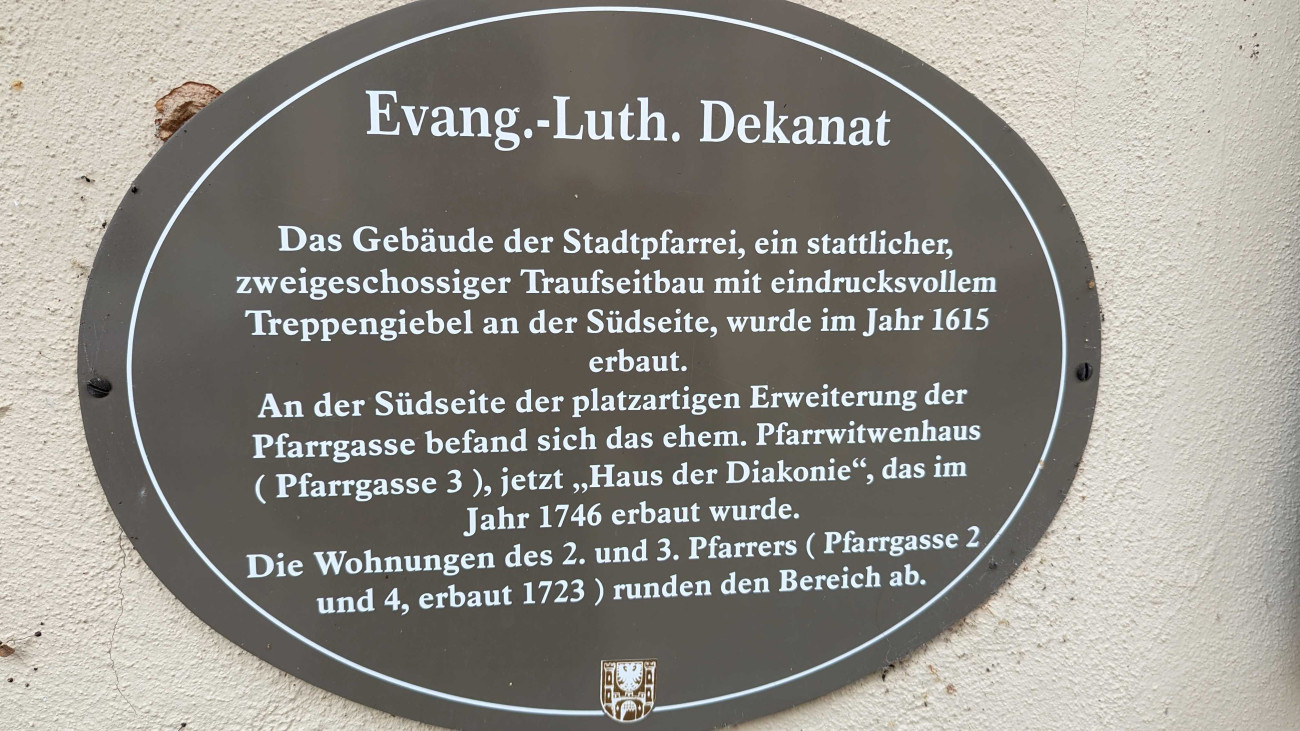 Evang.-Luth. Dekanat
Das Gebäude der Stadtpfarrei, ein stattlicher,
zweigeschossiger Traufseitbau mit eindrucksvollem
Treppengiebel an der Südseite, wurde im Jahr 1615
erbaut.
An der Südseite der platzartigen Erweiterung der
Pfarrgasse befand sich das ehem. Pfarrwitwenhaus
( Pfarrgasse 3 ), jetzt „Haus der Diakonie“, das im
Jahr 1746 erbaut wurde.
Die Wohnungen des 2. und 3. Pfarrers ( Pfarrgasse 2
und 4, erbaut 1723 ) runden den Bereich ab.